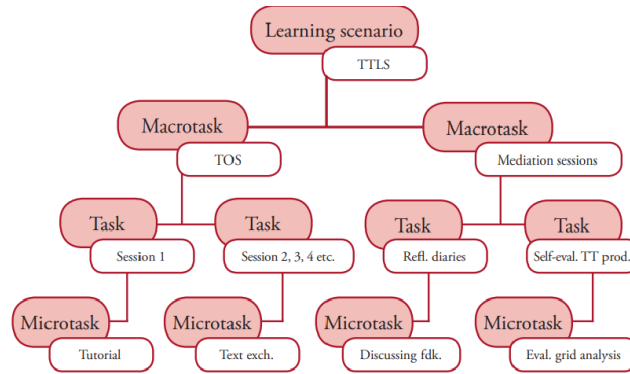 Learning scenario
TTLS
Macrotask
Macrotask
TOS
Mediation sessions
Task
Task
Task
Task
Session 1
Session 2, 3, 4 etc.
Refl. diaries
Self-eval. TT prod.
Microtask
Microtask
Microtask
Microtask
Tutorial
Text exch.
Discussing fdk.
Eval. grid analysis